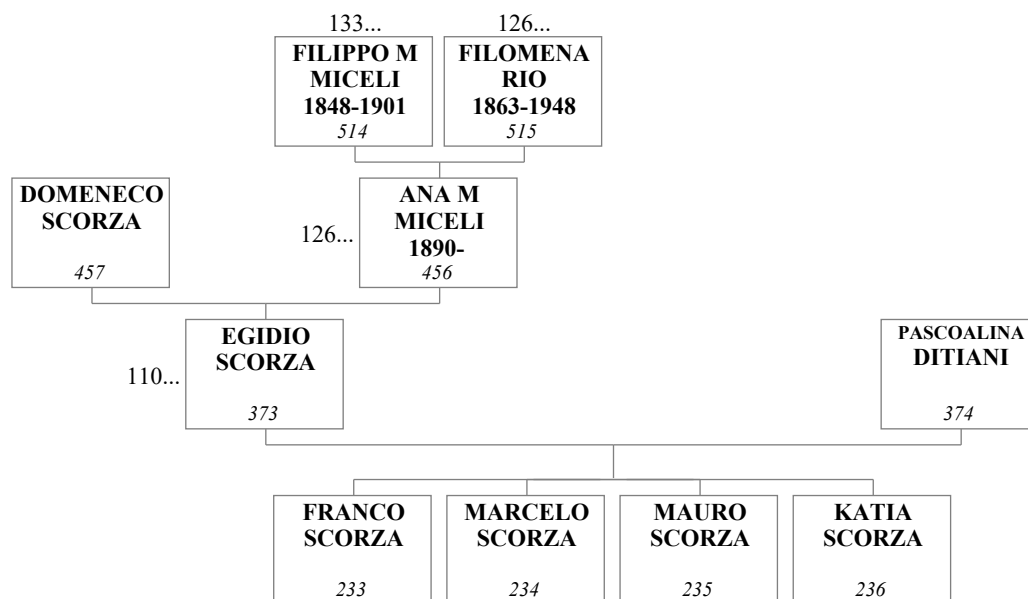 133...
126...
FILIPPO M
MICELI
1848-1901
514
FILOMENA
RIO
1863-1948
515
DOMENECO
SCORZA
457
126...
ANA M
MICELI
1890-
456
110...
EGIDIO
SCORZA
373
PASCOALINA
DITIANI
374
FRANCO
SCORZA
233
MARCELO
SCORZA
234
MAURO
SCORZA
235
KATIA
SCORZA
236